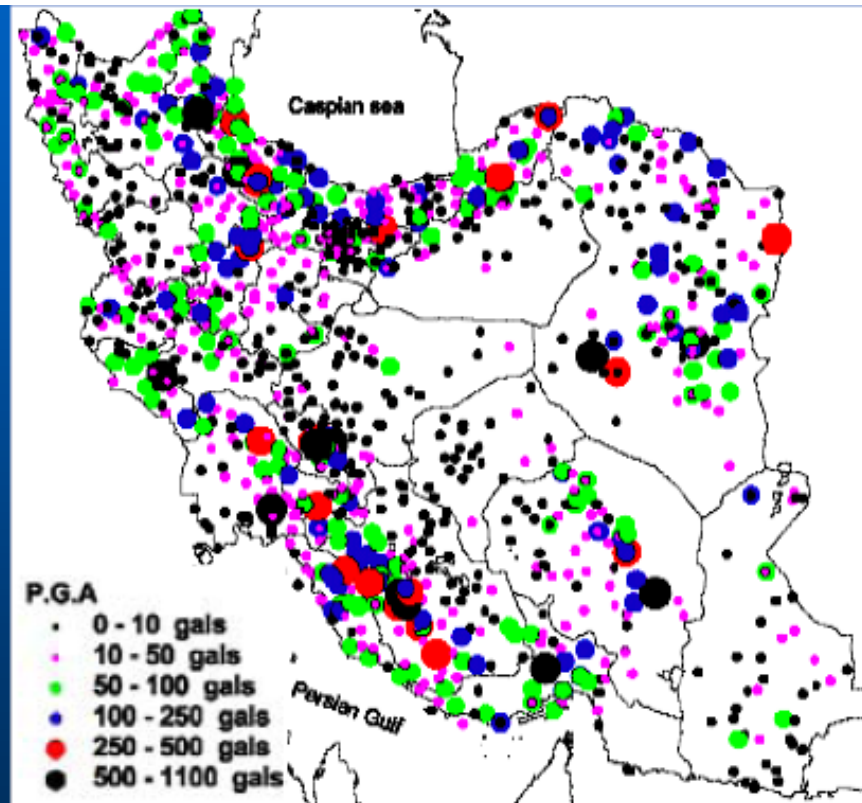 Caspian sea
P.G.A
0 - 10 gals
10 - 50 gals
50 - 100 gals
100 - 250 gals
250 - 500 gals
500 - 1100 gals
Persian Gulf